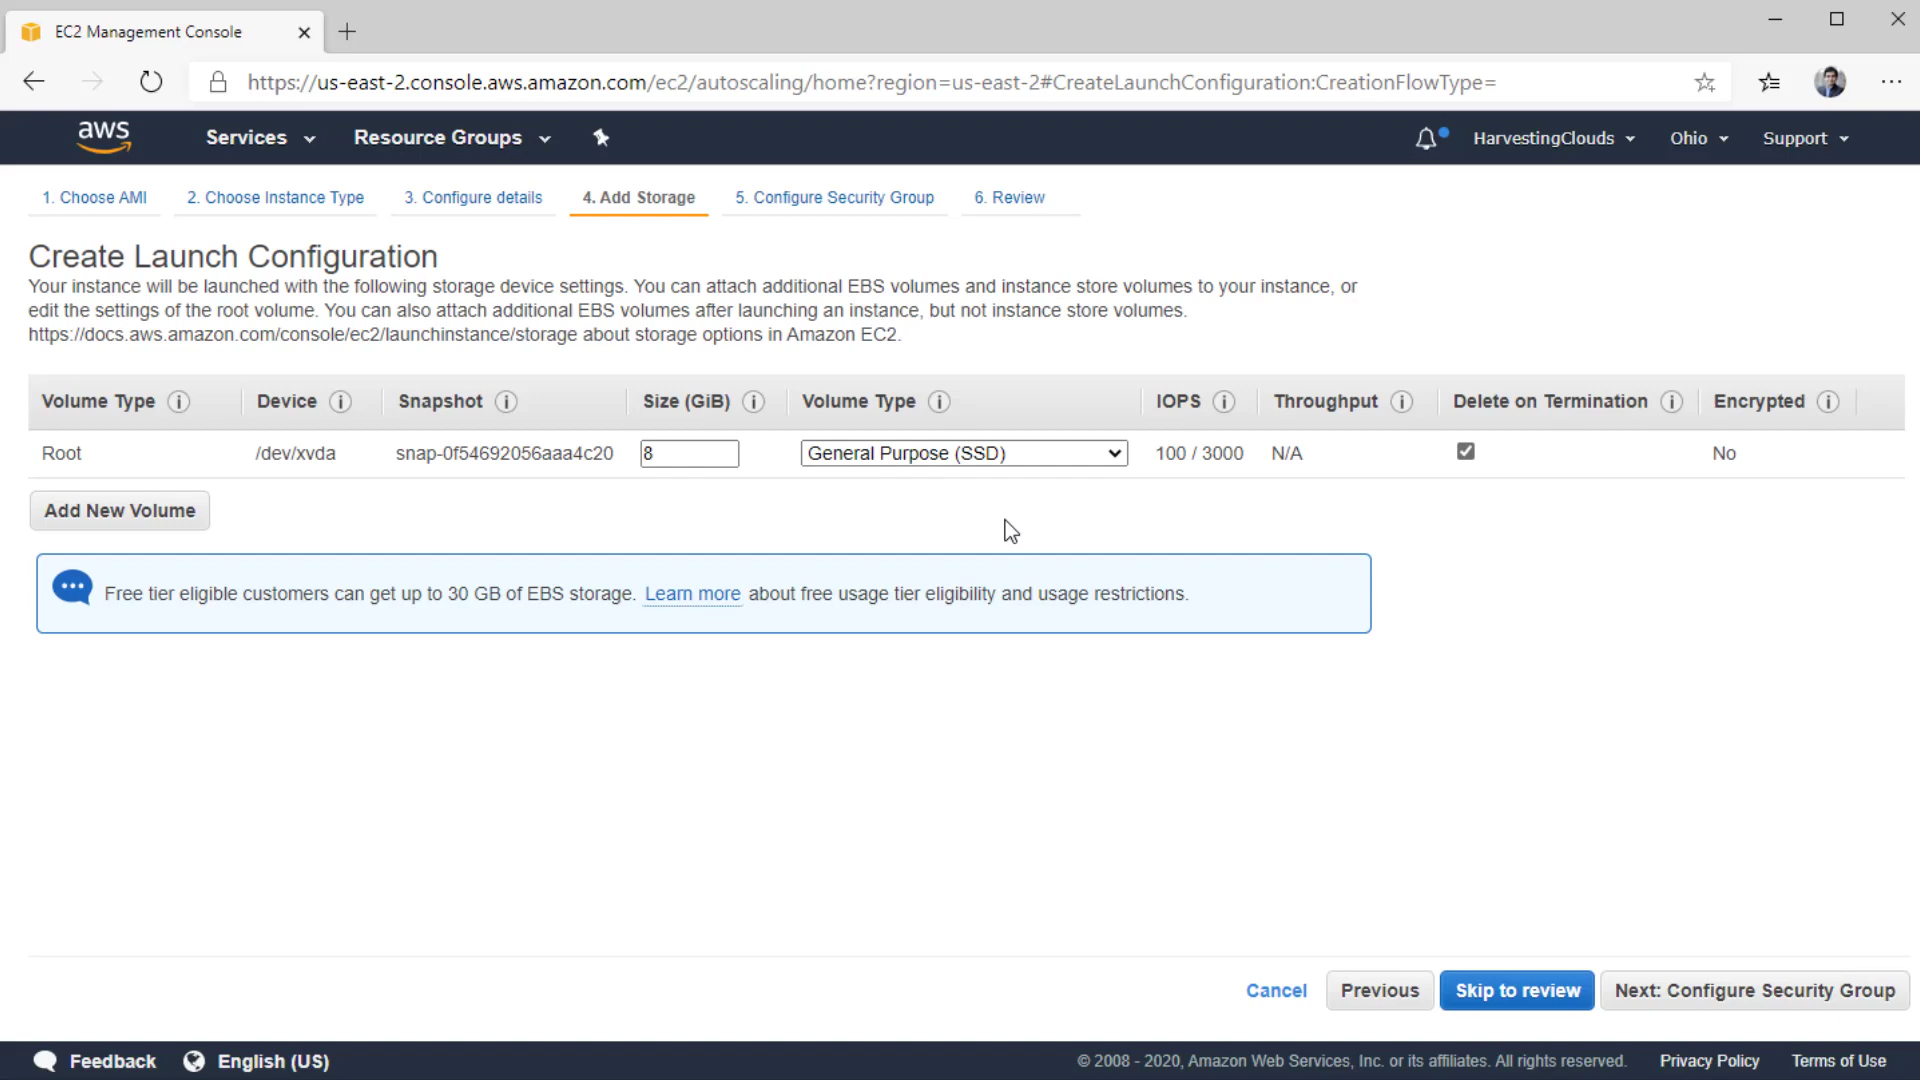 EC2 Management Console
https://us-east-2.console.aws.amazon.com/ec2/autoscaling/home?region=us-east-2#CreateLaunchConfiguration:CreationFlowType=
aws Services Resource Groups HarvestingClouds Ohio Support
1. Choose AMI 2. Choose Instance Type 3. Configure details 4. Add Storage 5. Configure Security Group 6. Review
Create Launch Configuration
Your instance will be launched with the following storage device settings. You can attach additional EBS volumes and instance store volumes to your instance, or
edit the settings of the root volume. You can also attach additional EBS volumes after launching an instance, but not instance store volumes.
https://docs.aws.amazon.com/console/ec2/launchinstance/storage about storage options in Amazon EC2.
Volume Type i Device i Snapshot i Size (GiB) i Volume Type i IOPS i Throughput i Delete on Termination i Encrypted i
Root /dev/xvda snap-0f54692056aaa4c20 8 General Purpose (SSD) 100 / 3000 N/A No
Add New Volume
Free tier eligible customers can get up to 30 GB of EBS storage. Learn more about free usage tier eligibility and usage restrictions.
Cancel Previous Skip to review Next: Configure Security Group
Feedback English (US) © 2008 - 2020, Amazon Web Services, Inc. or its affiliates. All rights reserved. Privacy Policy Terms of Use